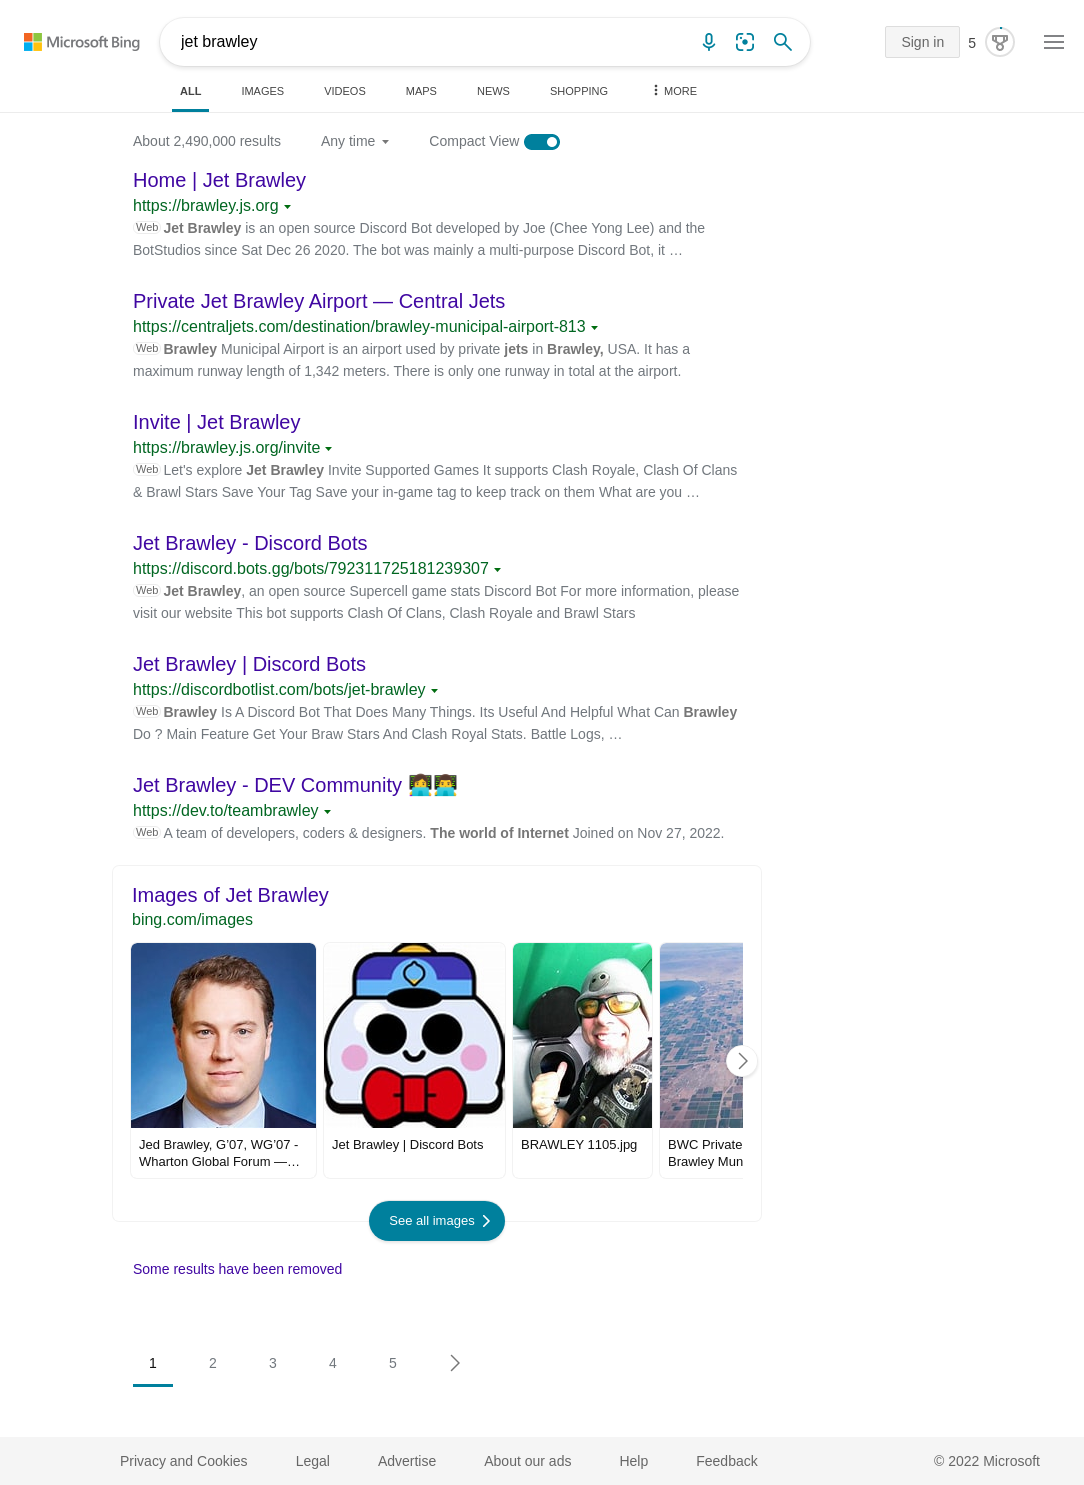 Microsoft Bing
jet brawley
Sign in
5
ALL
IMAGES
VIDEOS
MAPS
NEWS
SHOPPING
MORE
About 2,490,000 results
Any time
Compact View
Home | Jet Brawley
https://brawley.js.org
Web Jet Brawley is an open source Discord Bot developed by Joe (Chee Yong Lee) and the
BotStudios since Sat Dec 26 2020. The bot was mainly a multi-purpose Discord Bot, it …
Private Jet Brawley Airport — Central Jets
https://centraljets.com/destination/brawley-municipal-airport-813
Web Brawley Municipal Airport is an airport used by private jets in Brawley, USA. It has a
maximum runway length of 1,342 meters. There is only one runway in total at the airport.
Invite | Jet Brawley
https://brawley.js.org/invite
Web Let's explore Jet Brawley Invite Supported Games It supports Clash Royale, Clash Of Clans
& Brawl Stars Save Your Tag Save your in-game tag to keep track on them What are you …
Jet Brawley - Discord Bots
https://discord.bots.gg/bots/792311725181239307
Web Jet Brawley, an open source Supercell game stats Discord Bot For more information, please
visit our website This bot supports Clash Of Clans, Clash Royale and Brawl Stars
Jet Brawley | Discord Bots
https://discordbotlist.com/bots/jet-brawley
Web Brawley Is A Discord Bot That Does Many Things. Its Useful And Helpful What Can Brawley
Do ? Main Feature Get Your Braw Stars And Clash Royal Stats. Battle Logs, …
Jet Brawley - DEV Community 👩‍💻👨‍💻
https://dev.to/teambrawley
Web A team of developers, coders & designers. The world of Internet Joined on Nov 27, 2022.
Images of Jet Brawley
bing.com/images
Jed Brawley, G'07, WG'07 -
Wharton Global Forum —…
Jet Brawley | Discord Bots
BRAWLEY 1105.jpg
BWC Private
Brawley Mun
See all images
Some results have been removed
1
2
3
4
5
Privacy and Cookies
Legal
Advertise
About our ads
Help
Feedback
© 2022 Microsoft